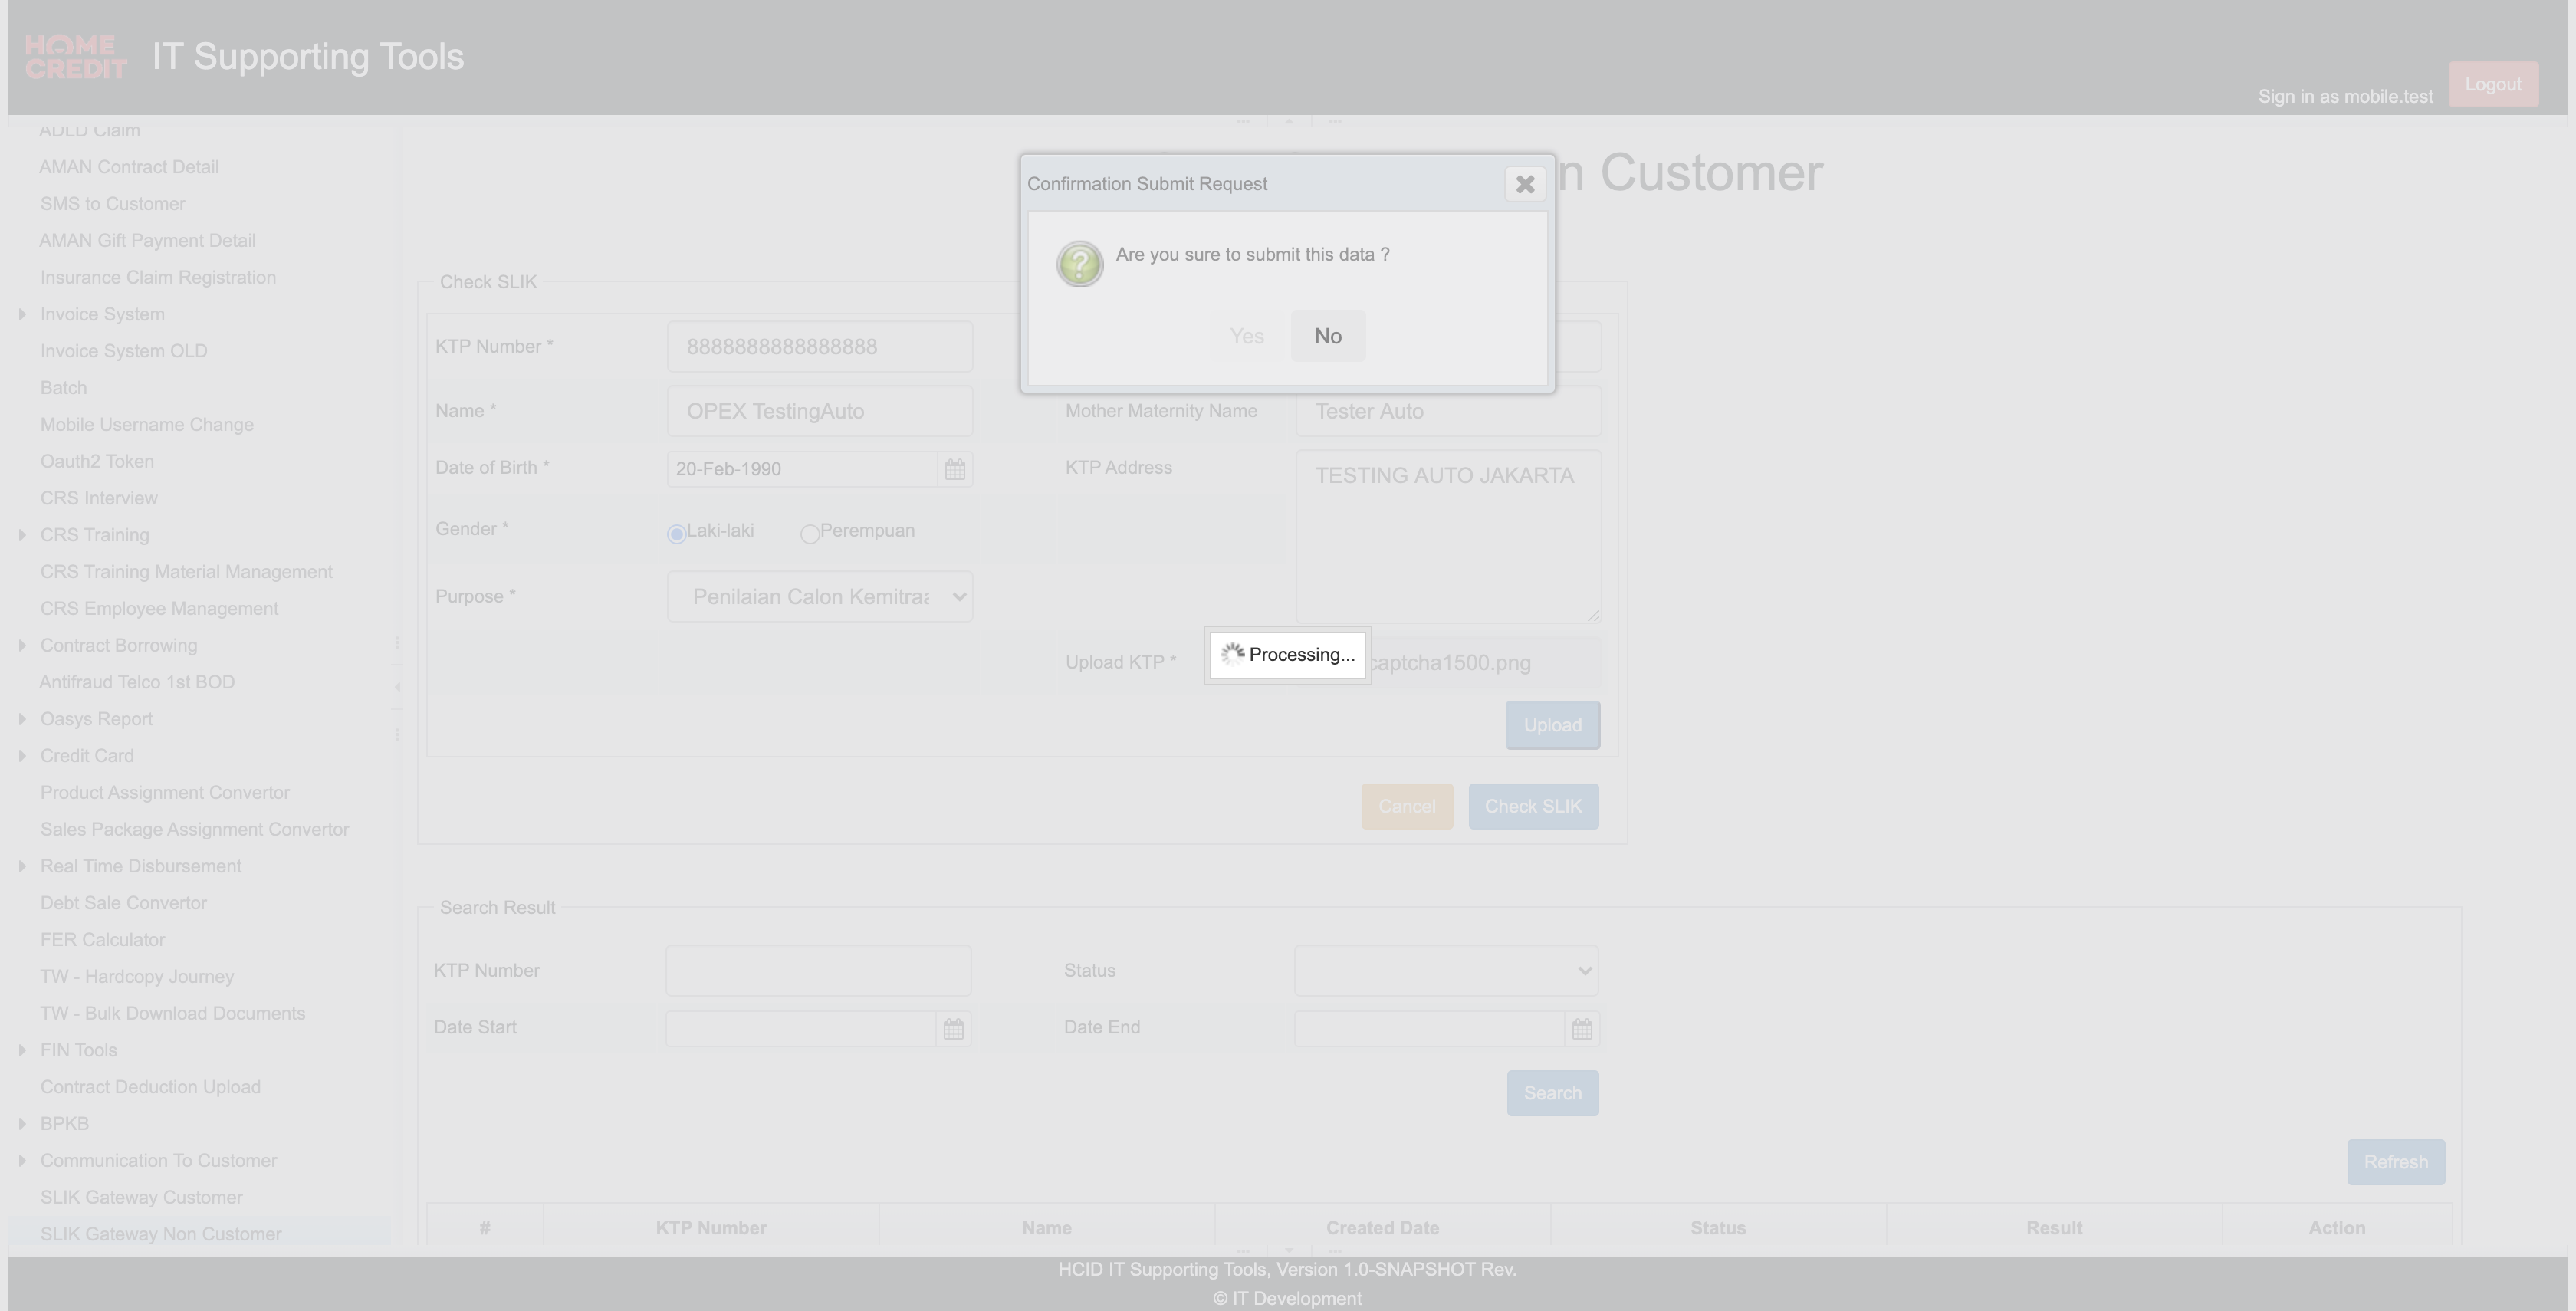 HOME
CREDIT
IT Supporting Tools
Sign in as mobile.test
Logout
ADLD Claim
AMAN Contract Detail
SMS to Customer
AMAN Gift Payment Detail
Insurance Claim Registration
Invoice System
Invoice System OLD
Batch
Mobile Username Change
Oauth2 Token
CRS Interview
CRS Training
CRS Training Material Management
CRS Employee Management
Contract Borrowing
Antifraud Telco 1st BOD
Oasys Report
Credit Card
Product Assignment Convertor
Sales Package Assignment Convertor
Real Time Disbursement
Debt Sale Convertor
FER Calculator
TW - Hardcopy Journey
TW - Bulk Download Documents
FIN Tools
Contract Deduction Upload
BPKB
Communication To Customer
SLIK Gateway Customer
SLIK Gateway Non Customer
n Customer
Confirmation Submit Request
Are you sure to submit this data ?
Yes No
Check SLIK
KTP Number * 8888888888888888
Name * OPEX TestingAuto Mother Maternity Name Tester Auto
Date of Birth * 20-Feb-1990 KTP Address TESTING AUTO JAKARTA
Gender * Laki-laki Perempuan
Purpose * Penilaian Calon
Upload KTP * captcha1500.png
Processing...
Upload
Cancel Check SLIK
Search Result
KTP Number Status
Date Start Date End
Search
Refresh
# KTP Number Name Created Date Status Result Action
HCID IT Supporting Tools, Version 1.0-SNAPSHOT Rev.
© IT Development